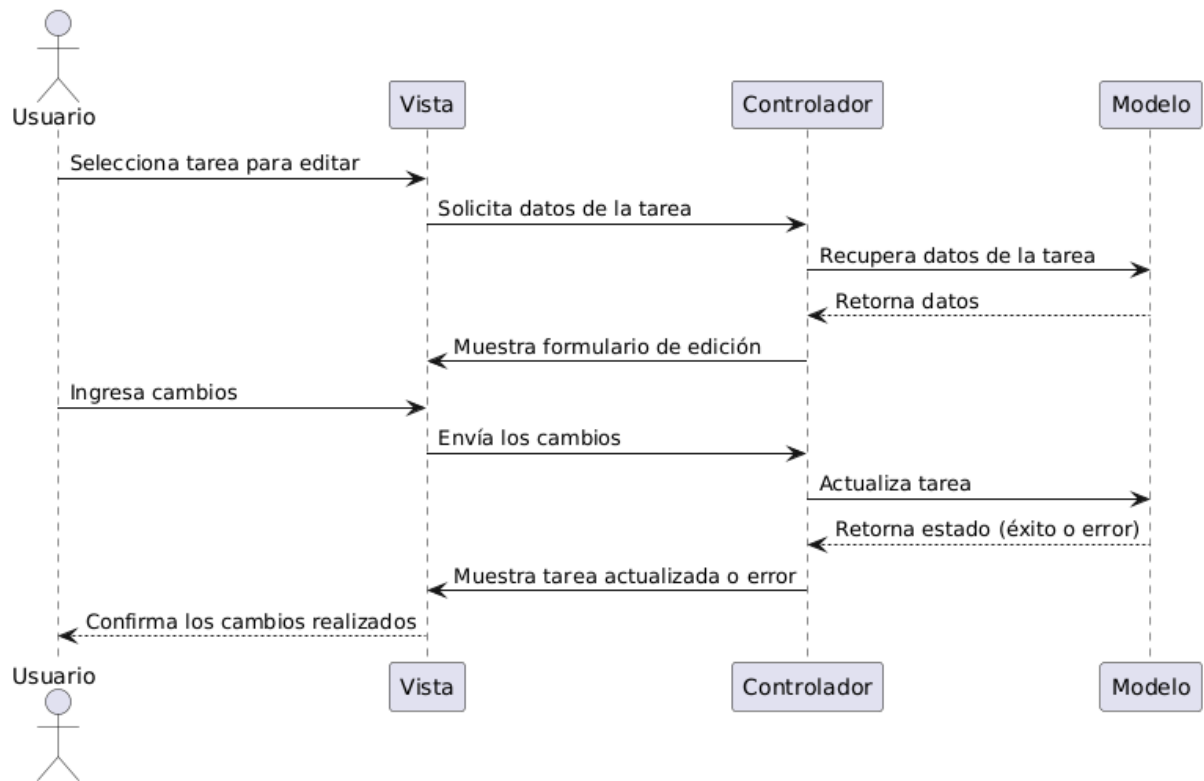 Usuario
Vista
Controlador
Modelo
Selecciona tarea para editar
Solicita datos de la tarea
Recupera datos de la tarea
Retorna datos
Muestra formulario de edición
Ingresa cambios
Envía los cambios
Actualiza tarea
Retorna estado (éxito o error)
Muestra tarea actualizada o error
Confirma los cambios realizados
Usuario
Vista
Controlador
Modelo